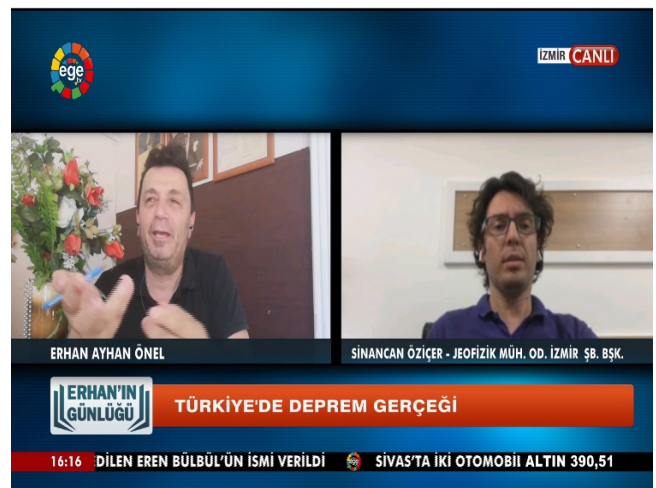 ege
tv
İZMİR CANLI
ERHAN AYHAN ÖNEL
SİNANCAN ÖZİÇER - JEOFİZİK MÜH. OD. İZMİR ŞB. BŞK.
ERHAN'IN
GÜNLÜĞÜ
TÜRKİYE'DE DEPREM GERÇEĞİ
16:16 DİLEN EREN BÜLBÜL'ÜN İSMİ VERİLDİ ege SİVAS'TA İKİ OTOMOBİL ALTIN 390,51